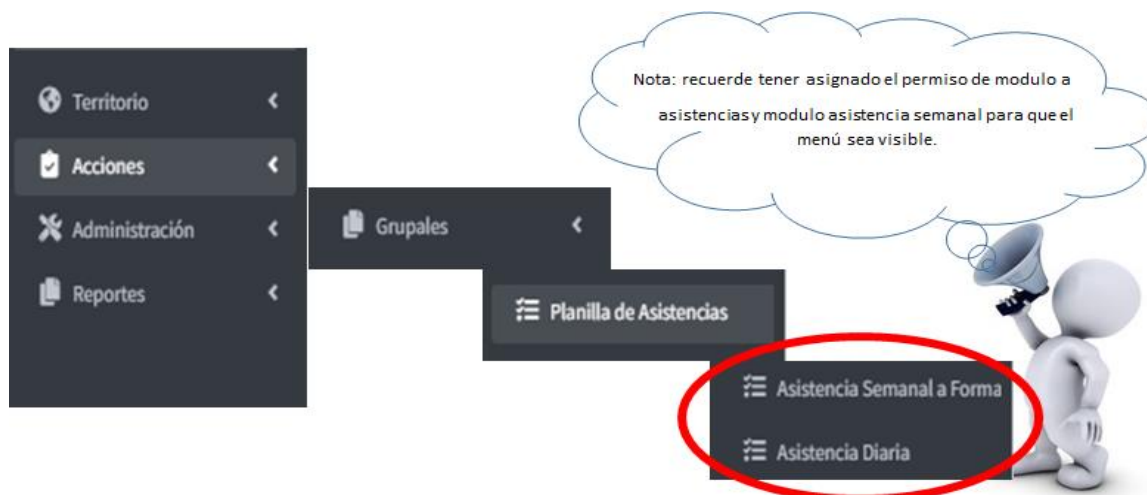 Territorio
Acciones
Administración
Reportes
Grupales
Planilla de Asistencias
Asistencia Semanal a Forma
Asistencia Diaria
Nota: recuerde tener asignado el permiso de modulo a
asistencias y modulo asistencia semanal para que el
menú sea visible.